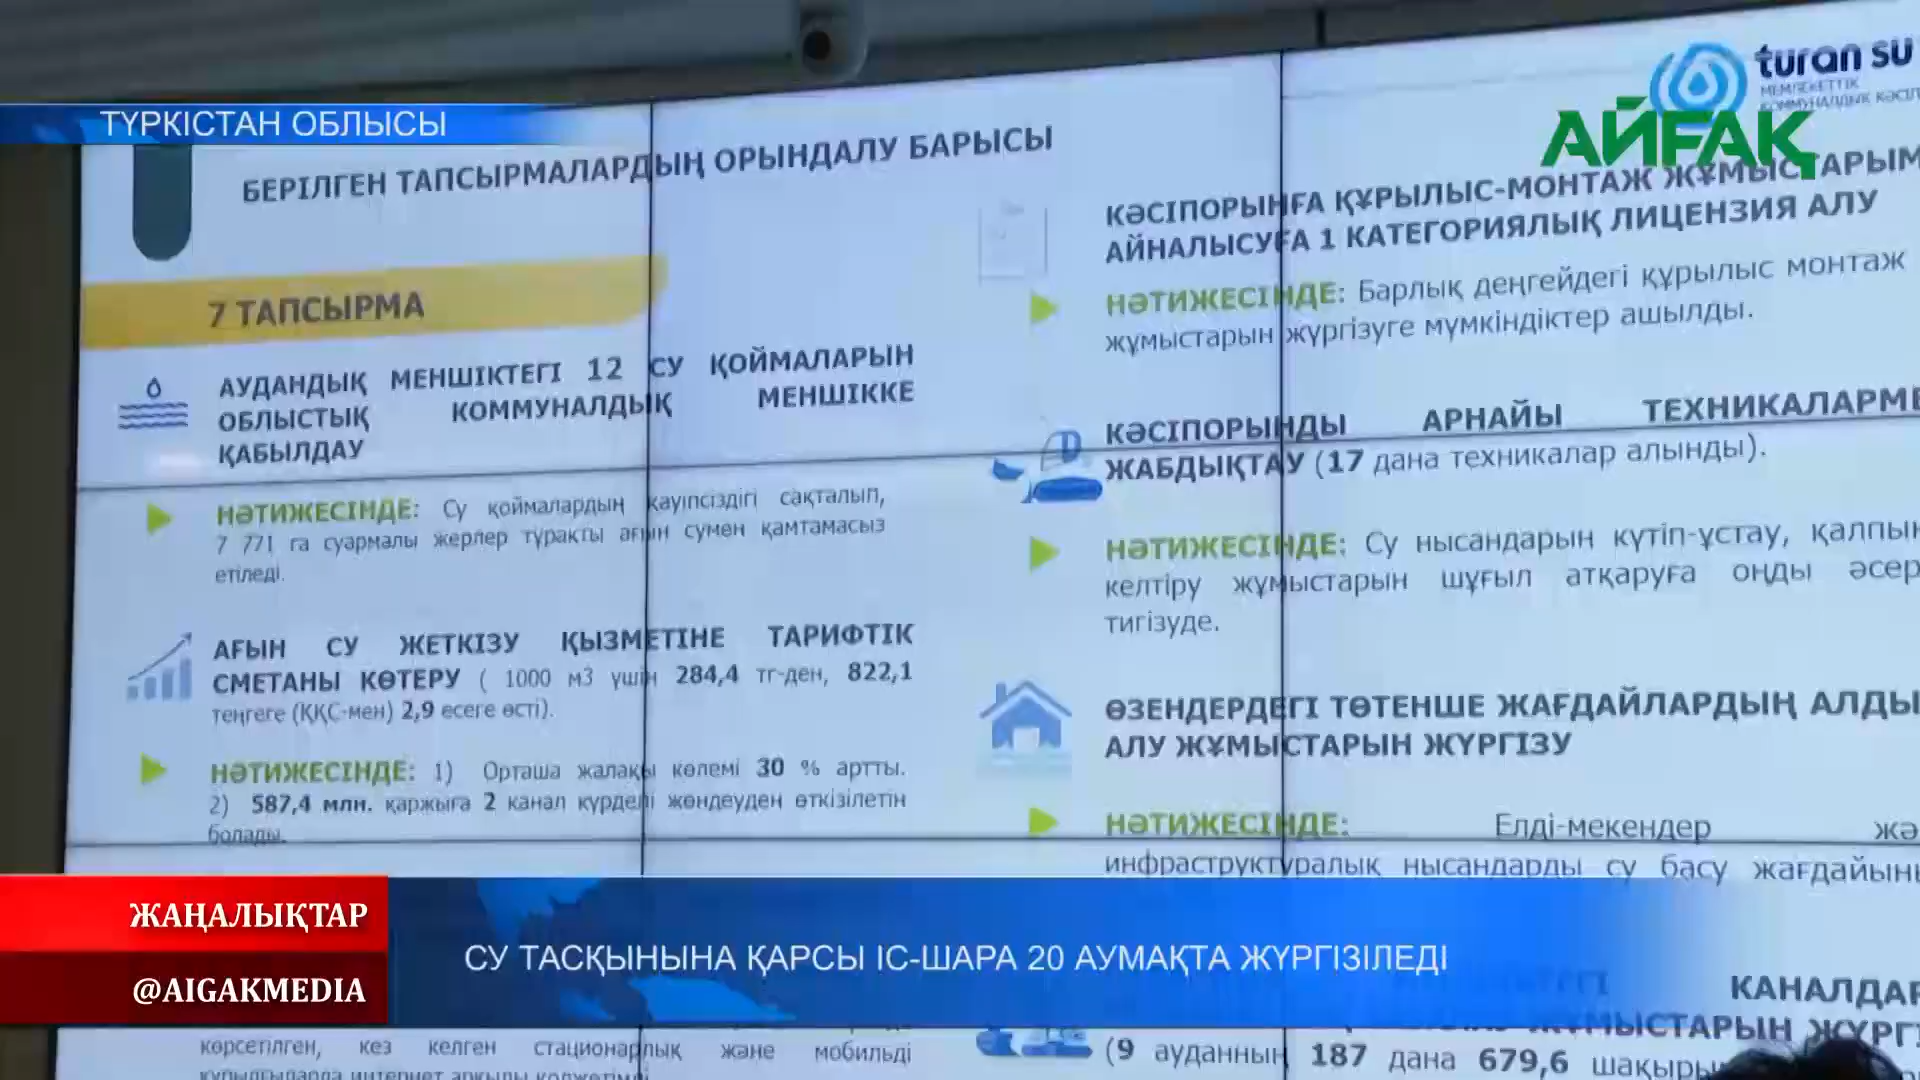 ТҮРКІСТАН ОБЛЫСЫ
БЕРІЛГЕН ТАПСЫРМАЛАРДЫҢ ОРЫНДАЛУ БАРЫСЫ
7 ТАПСЫРМА
АУДАНДЫҚ МЕНШІКТЕГІ 12 СУ ҚОЙМАЛАРЫН
ОБЛЫСТЫҚ КОММУНАЛДЫҚ МЕНШІККЕ
ҚАБЫЛДАУ
НӘТИЖЕСІНДЕ: Су қоймалардың қауіпсіздігі сақталып,
7 771 га суармалы жерлер тұрақты ағын сумен қамтамасыз
етіледі.
АҒЫН СУ ЖЕТКІЗУ ҚЫЗМЕТІНЕ ТАРИФТІК
СМЕТАНЫ КӨТЕРУ ( 1000 м3 үшін 284,4 тг-ден, 822,1
теңгеге (ҚҚС-мен) 2,9 есеге өсті).
НӘТИЖЕСІНДЕ: 1) Орташа жалақы көлемі 30 % артты.
2) 587,4 млн. қаржыға 2 канал күрделі жөндеуден өткізілетін
болады.
көрсетілген, кез келген стационарлық және мобильді
turan su
МЕМЛЕКЕТТІК
КОММУНАЛДЫҚ
АЙҒАҚ
КӘСІПОРЫНҒА ҚҰРЫЛЫС-МОНТАЖ ЖҰМЫСТАРЫМ
АЙНАЛЫСУҒА 1 КАТЕГОРИЯЛЫҚ ЛИЦЕНЗИЯ АЛУ
НӘТИЖЕСІНДЕ: Барлық деңгейдегі құрылыс монтаж
жұмыстарын жүргізуге мүмкіндіктер ашылды.
КӘСІПОРЫНДЫ АРНАЙЫ ТЕХНИКАЛАРМЕ
ЖАБДЫҚТАУ (17 дана техникалар алынды).
НӘТИЖЕСІНДЕ: Су нысандарын күтіп-ұстау, қалпын
келтіру жұмыстарын шұғыл атқаруға оңды әсер
тигізуде.
ӨЗЕНДЕРДЕГІ ТӨТЕНШЕ ЖАҒДАЙЛАРДЫҢ АЛДЫ
АЛУ ЖҰМЫСТАРЫН ЖҮРГІЗУ
НӘТИЖЕСІНДЕ: Елді-мекендер жә
инфраструктуралық нысандарды су басу жағдайын
КАНАЛДАР
ЖҰМЫСТАРЫН ЖҮРГІ
(9 ауданның 187 дана 679,6 шақыры
ЖАҢАЛЫҚТАР
@AIGAKMEDIA
СУ ТАСҚЫНЫНА ҚАРСЫ ІС-ШАРА 20 АУМАҚТА ЖҮРГІЗІЛЕДІ